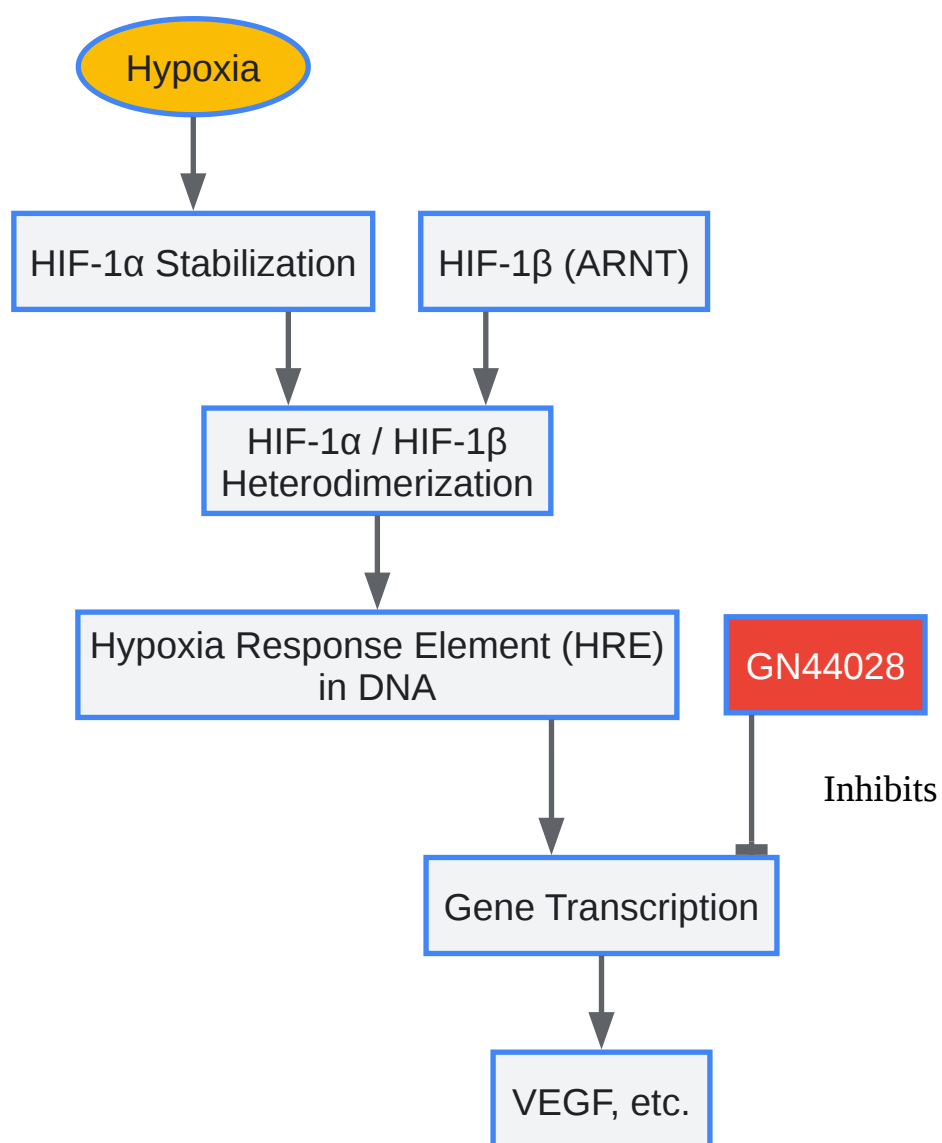 Hypoxia
HIF-1α Stabilization
HIF-1β (ARNT)
HIF-1α / HIF-1β
Heterodimerization
Hypoxia Response Element (HRE)
in DNA
GN44028
Inhibits
Gene Transcription
VEGF, etc.